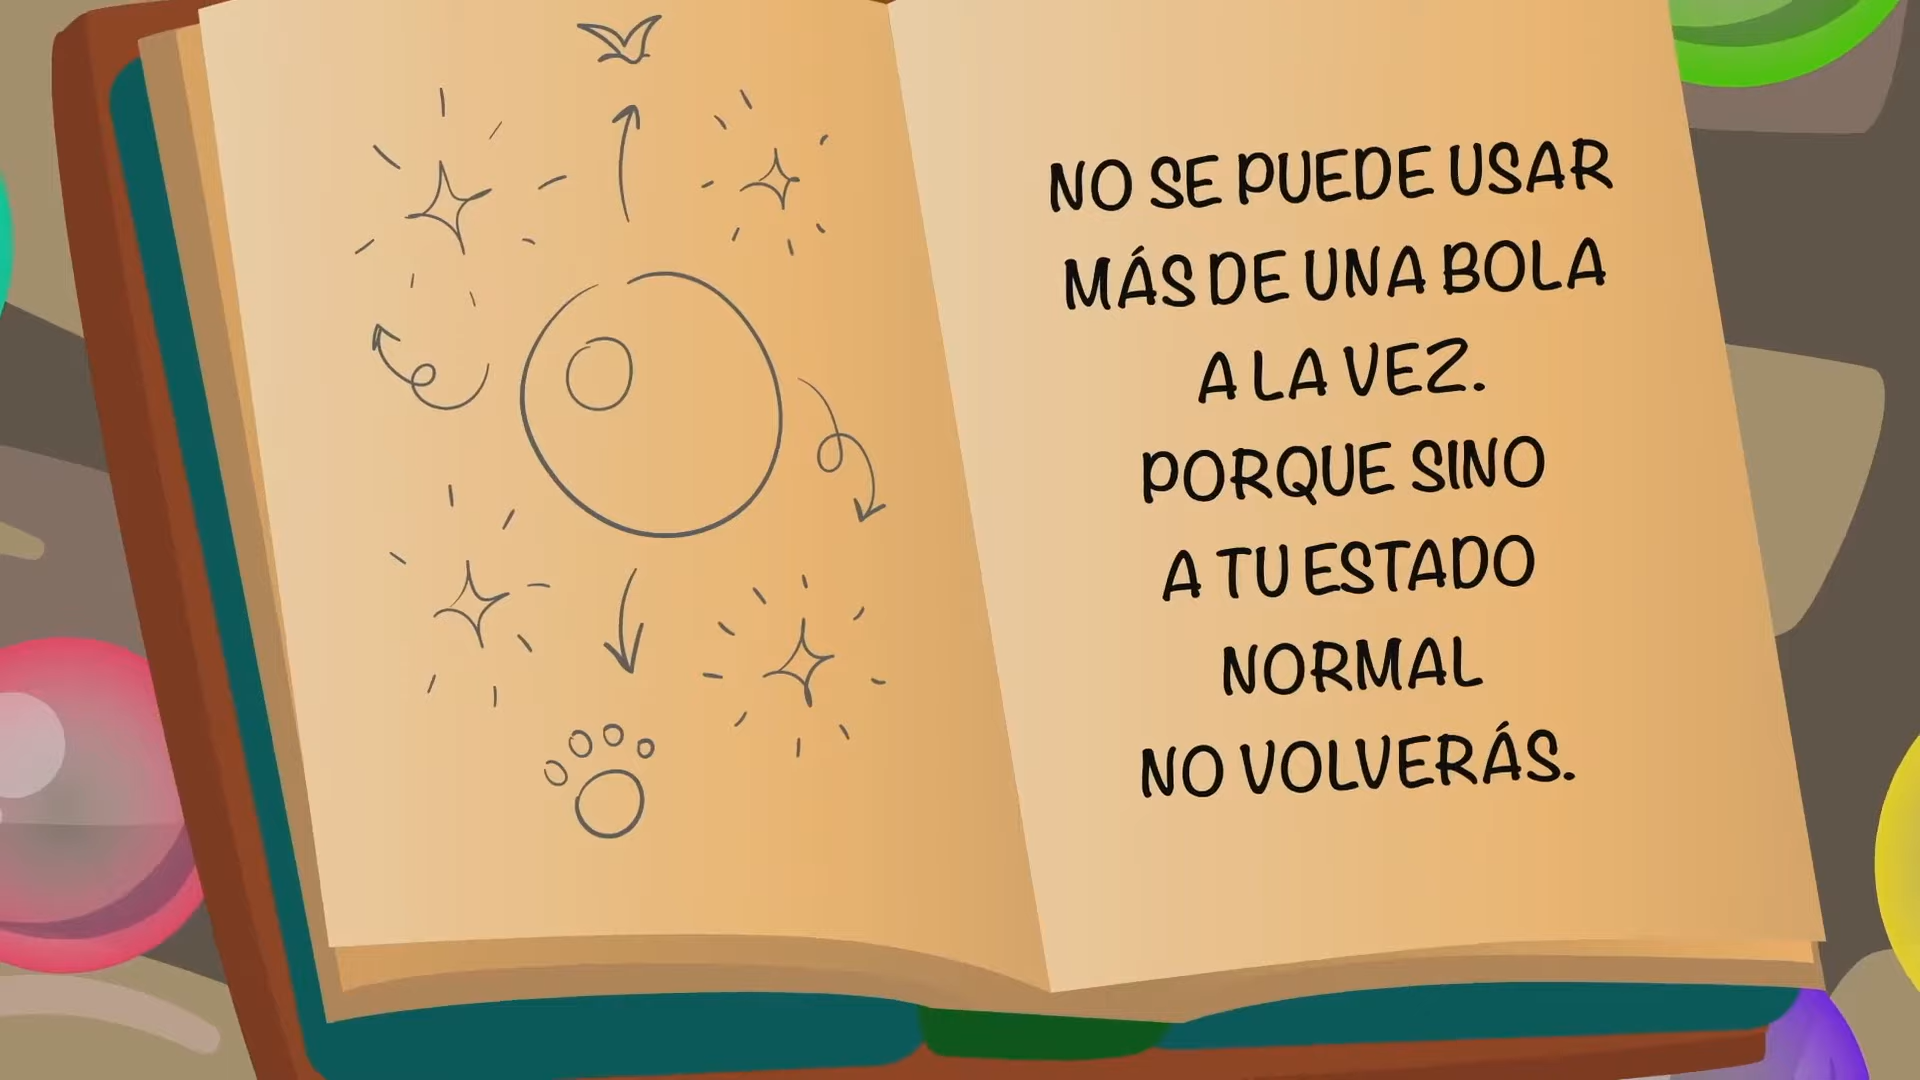 NO SE PUEDE USAR
MÁS DE UNA BOLA
A LA VEZ.
PORQUE SINO
A TU ESTADO
NORMAL
NO VOLVERÁS.